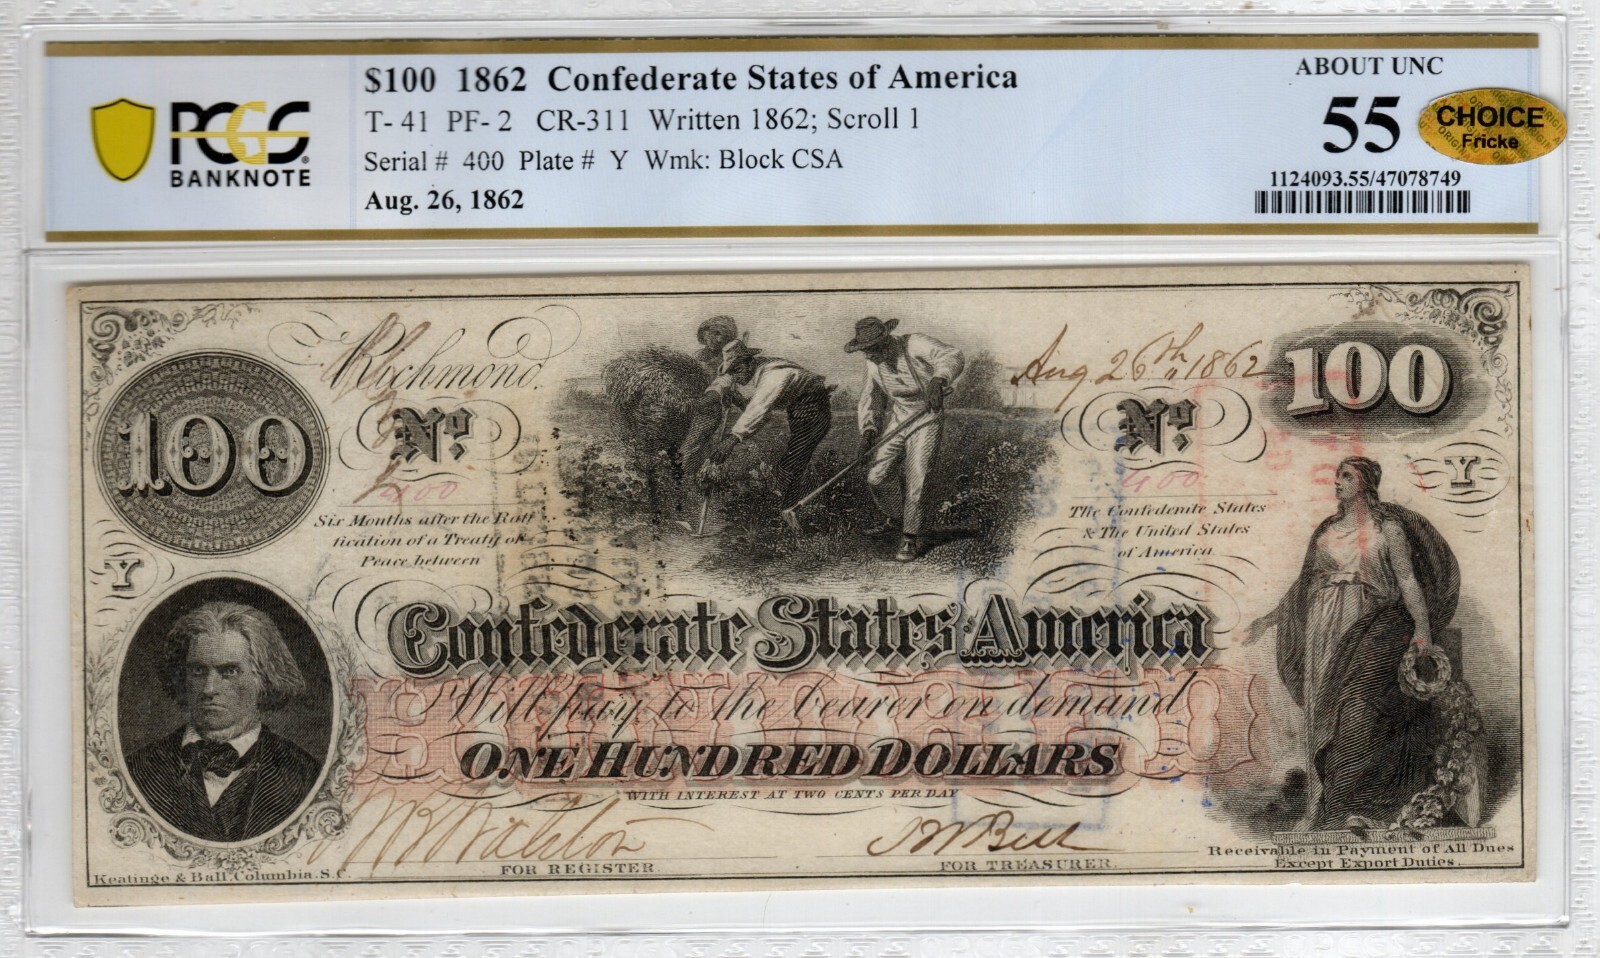 $100 1862 Confederate States of America
T- 41 PF- 2 CR-311 Written 1862; Scroll 1
Serial # 400 Plate # Y Wmk: Block CSA
Aug. 26, 1862
PCGS
BANKNOTE
ABOUT UNC
55
CHOICE
Fricke
1124093.55/47078749
Richmond
Aug 26th 1862
100
100
No
No
400
400
Y
Six Months after the Rati
fication of a Treaty of
Peace between
The Confederate States
& The United States
of America.
Y
Confederate States America
Will pay to the bearer on demand
ONE HUNDRED DOLLARS
WITH INTEREST AT TWO CENTS PER DAY
FOR REGISTER
FOR TREASURER.
Receivable in Payment of All Dues
Except Export Duties.
Keatinge & Ball, Columbia, S.C.